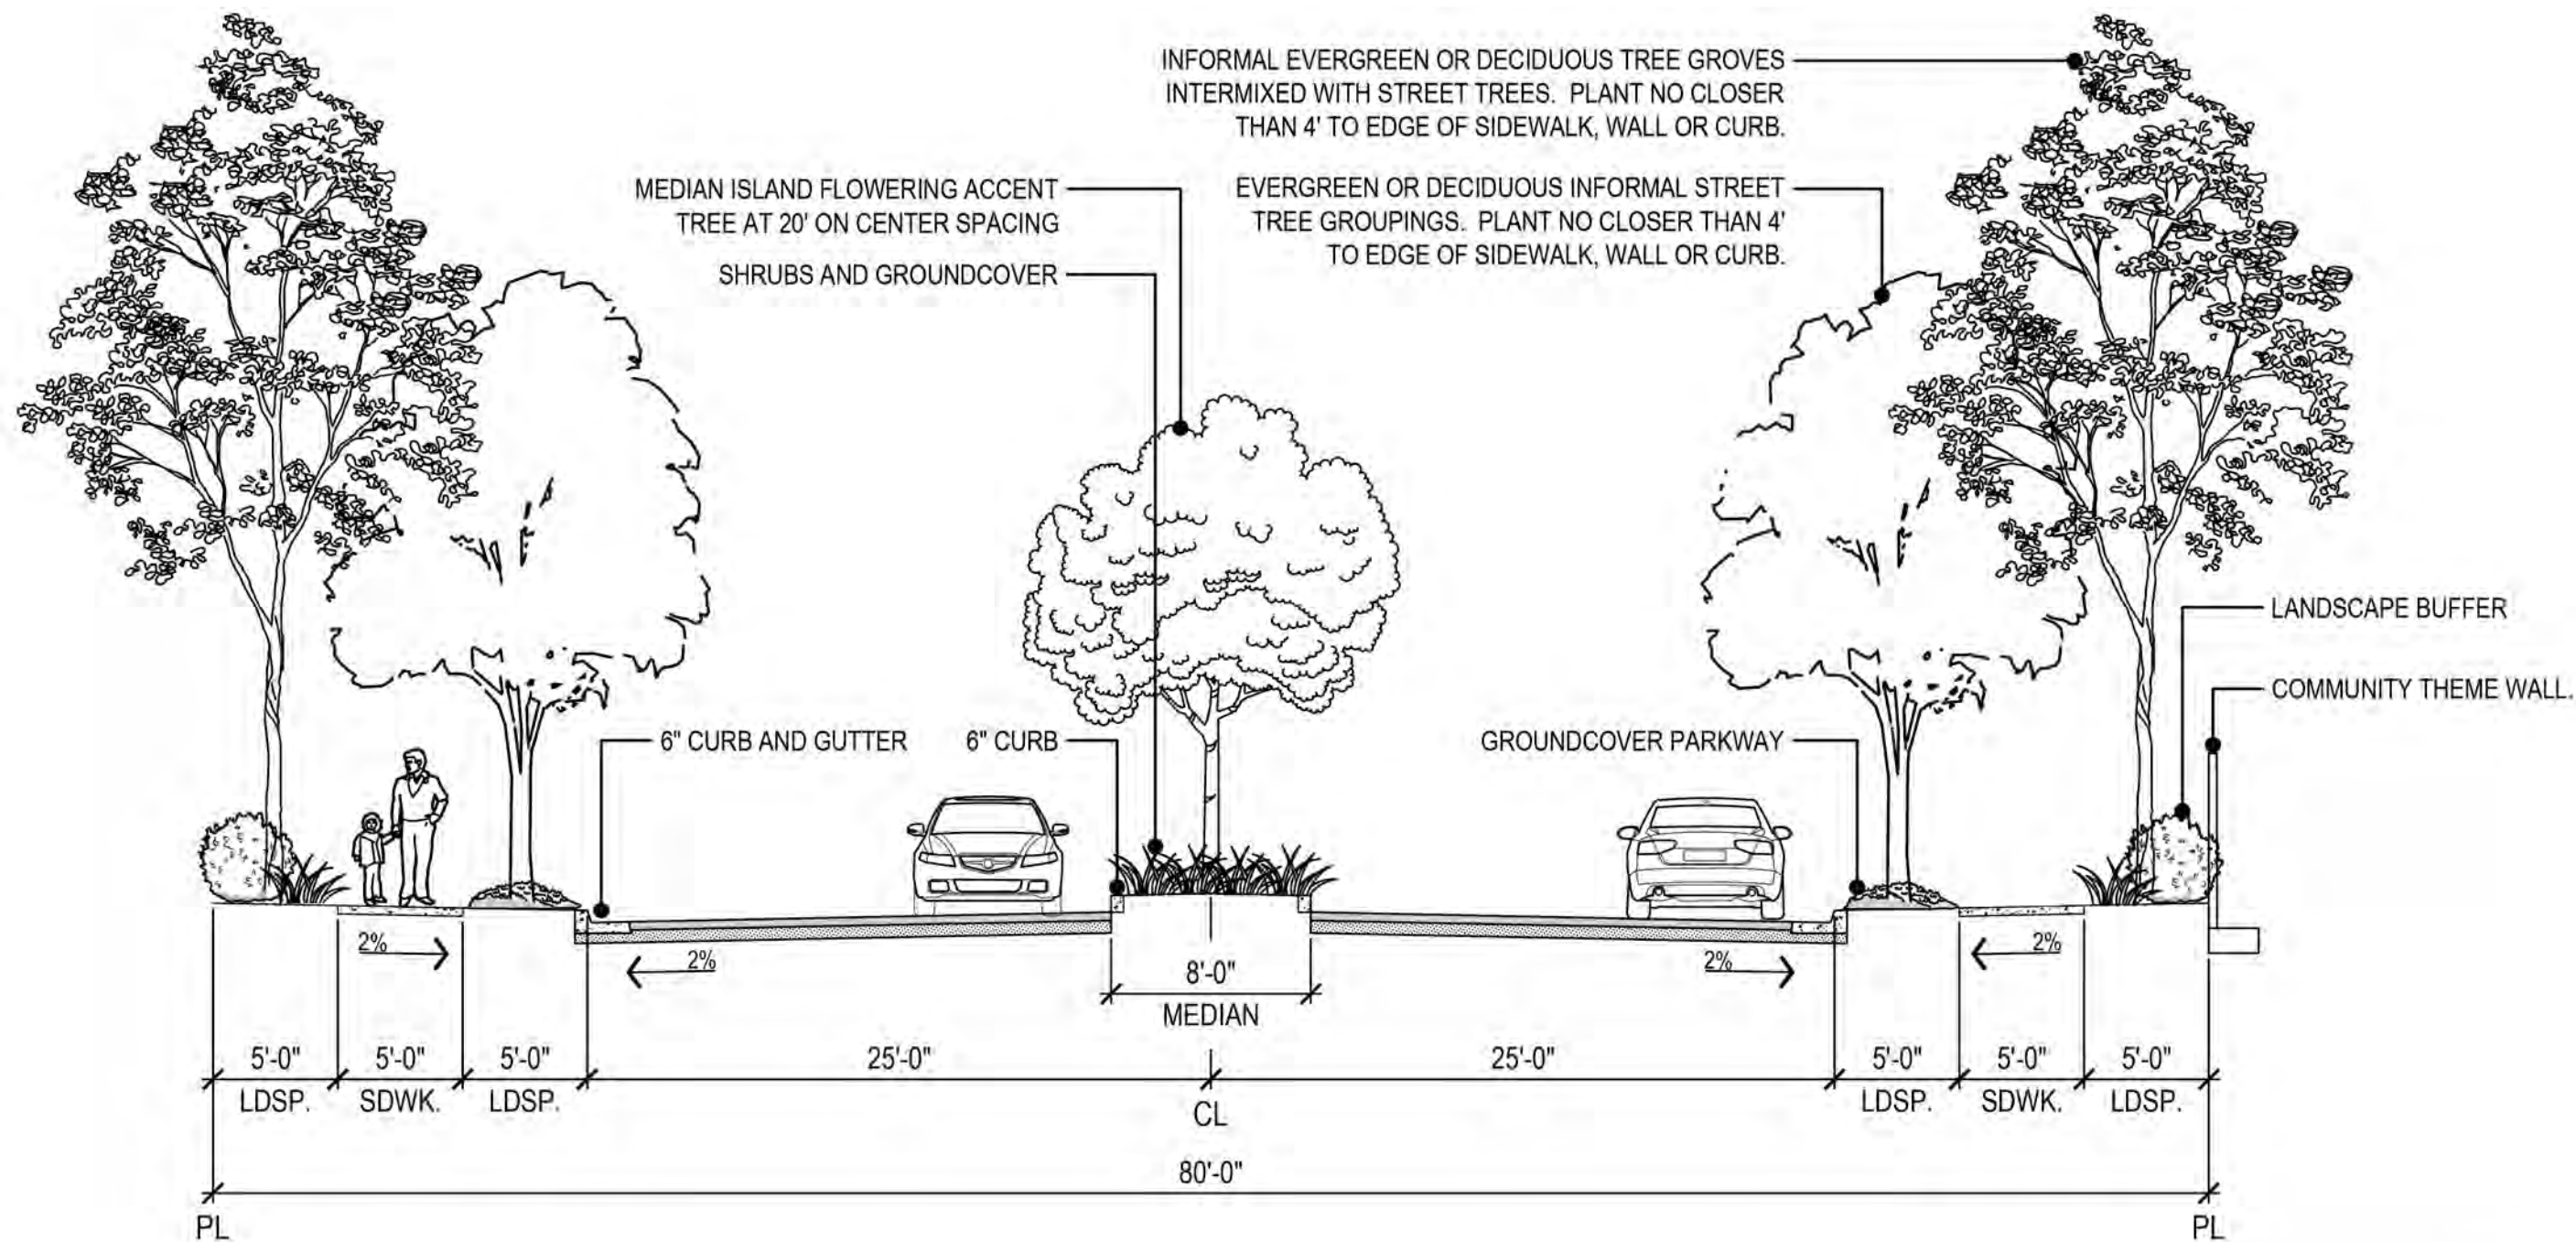 INFORMAL EVERGREEN OR DECIDUOUS TREE GROVES
INTERMIXED WITH STREET TREES. PLANT NO CLOSER
THAN 4' TO EDGE OF SIDEWALK, WALL OR CURB.
MEDIAN ISLAND FLOWERING ACCENT
TREE AT 20' ON CENTER SPACING
EVERGREEN OR DECIDUOUS INFORMAL STREET
TREE GROUPINGS. PLANT NO CLOSER THAN 4'
TO EDGE OF SIDEWALK, WALL OR CURB.
SHRUBS AND GROUNDCOVER
LANDSCAPE BUFFER
COMMUNITY THEME WALL.
6" CURB AND GUTTER
6" CURB
GROUNDCOVER PARKWAY
2%
2%
2%
2%
8'-0"
MEDIAN
5'-0"
5'-0"
5'-0"
25'-0"
25'-0"
5'-0"
5'-0"
5'-0"
LDSP.
SDWK.
LDSP.
CL
LDSP.
SDWK.
LDSP.
80'-0"
PL
PL